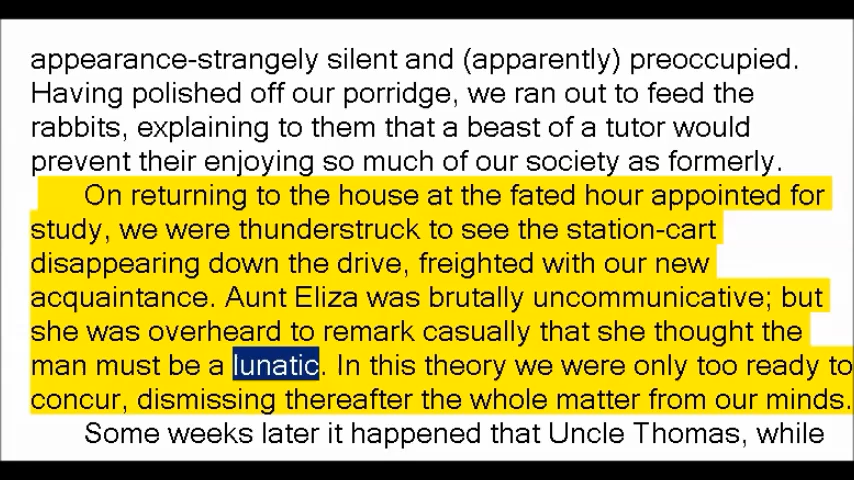 appearance-strangely silent and (apparently) preoccupied.
Having polished off our porridge, we ran out to feed the
rabbits, explaining to them that a beast of a tutor would
prevent their enjoying so much of our society as formerly.
On returning to the house at the fated hour appointed for
study, we were thunderstruck to see the station-cart
disappearing down the drive, freighted with our new
acquaintance. Aunt Eliza was brutally uncommunicative; but
she was overheard to remark casually that she thought the
man must be a lunatic. In this theory we were only too ready to
concur, dismissing thereafter the whole matter from our minds.
Some weeks later it happened that Uncle Thomas, while